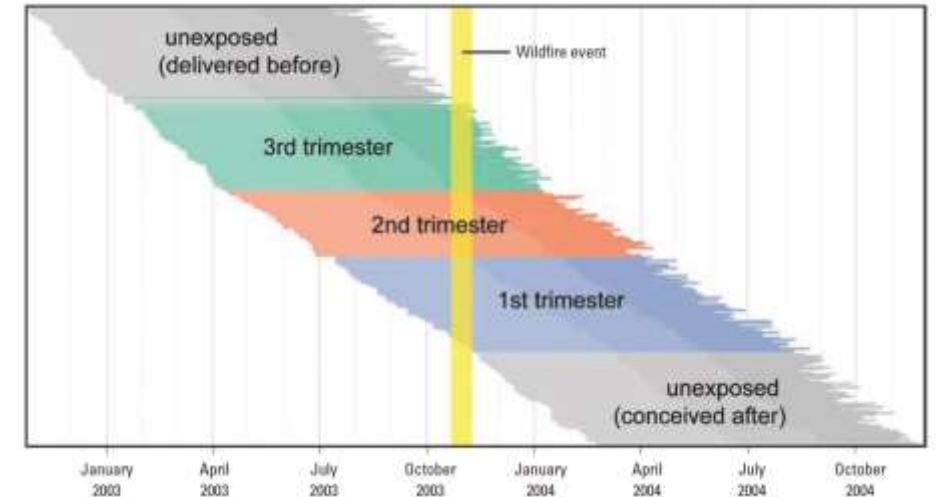 unexposed
(delivered before)
Wildfire event
3rd trimester
2nd trimester
1st trimester
unexposed
(conceived after)
January April July October January April July October
2003 2003 2003 2003 2004 2004 2004 2004